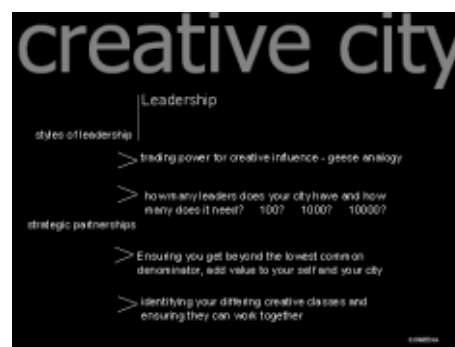 creative city
Leadership
styles of leadership
trading power for creative influence - geese analogy
how many leaders does your city have and how
many does it need? 100? 1000? 10000?
strategic partnerships
Ensuring you get beyond the lowest common
denominator, add value to your self and your city
identifying your differing creative classes and
ensuring they can work together
COMEDIA